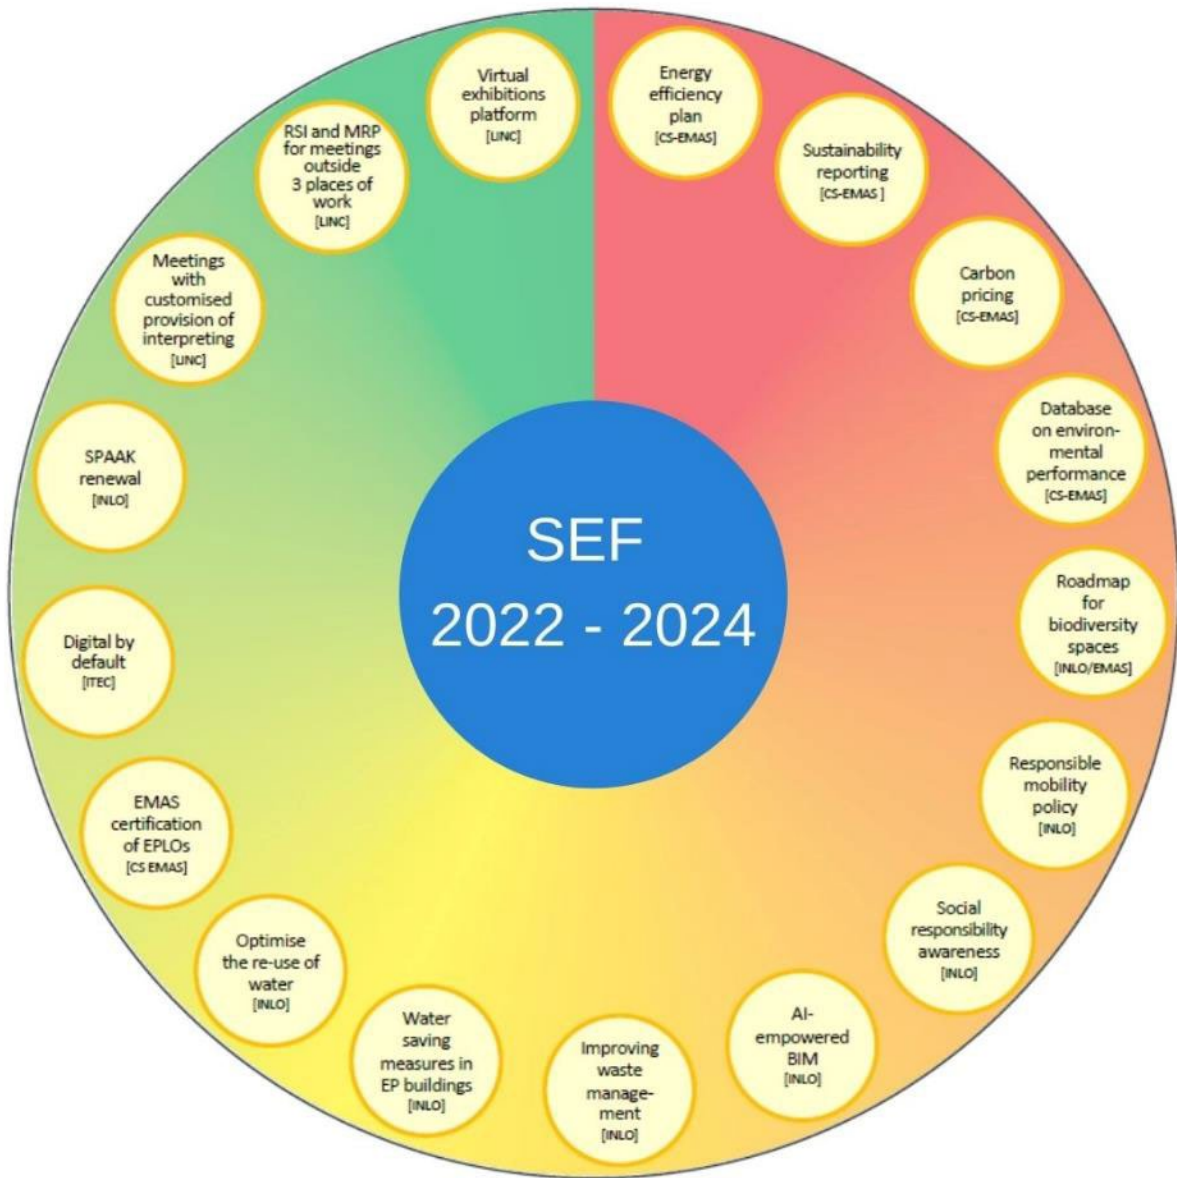 Energy
efficiency
plan
[CS-EMAS]
Sustainability
reporting
[CS-EMAS ]
Carbon
pricing
[CS-EMAS]
Database
on environ-
mental
performance
[CS-EMAS]
Roadmap
for
biodiversity
spaces
[INLO/EMAS]
Responsible
mobility
policy
[INLO]
Social
responsibility
awareness
[INLO]
AI-
empowered
BIM
[INLO]
Improving
waste
manage-
ment
[INLO]
Water
saving
measures in
EP buildings
[INLO]
Optimise
the re-use of
water
[INLO]
EMAS
certification
of EPLOs
[CS EMAS]
Digital by
default
[ITEC]
SPAAK
renewal
[INLO]
Meetings
with
customised
provision of
interpreting
[LINC]
RSI and MRP
for meetings
outside
3 places of
work
[LINC]
Virtual
exhibitions
platform
[LINC]
SEF
2022 - 2024